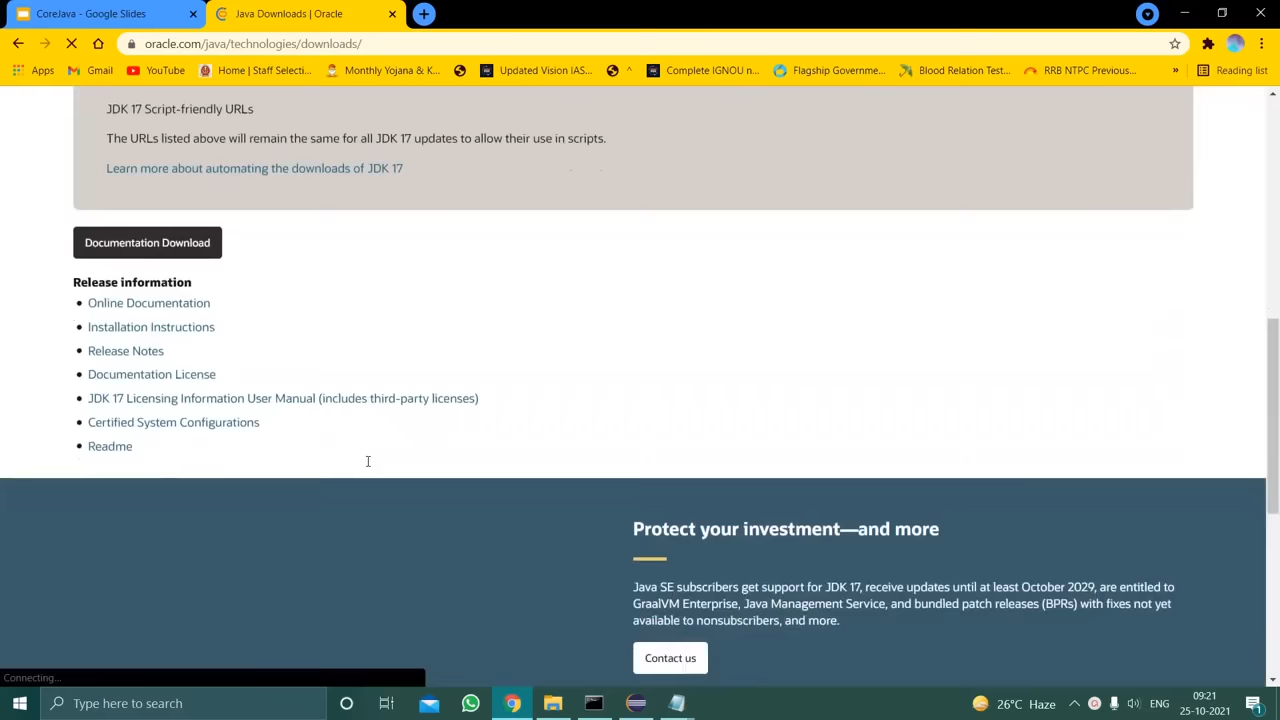 CoreJava - Google Slides
Java Downloads | Oracle
oracle.com/java/technologies/downloads/
Apps
Gmail
YouTube
Home | Staff Selecti...
Monthly Yojana & K...
^
Updated Vision IAS...
Complete IGNOU n...
Flagship Governme...
Blood Relation Test...
RRB NTPC Previous...
»
Reading list
JDK 17 Script-friendly URLs
The URLs listed above will remain the same for all JDK 17 updates to allow their use in scripts.
Learn more about automating the downloads of JDK 17
Documentation Download
Release information
Online Documentation
Installation Instructions
Release Notes
Documentation License
JDK 17 Licensing Information User Manual (includes third-party licenses)
Certified System Configurations
Readme
Protect your investment—and more
Java SE subscribers get support for JDK 17, receive updates until at least October 2029, are entitled to
GraalVM Enterprise, Java Management Service, and bundled patch releases (BPRs) with fixes not yet
available to nonsubscribers, and more.
Contact us
Connecting...
Type here to search
26°C Haze
ENG
09:21
25-10-2021
1